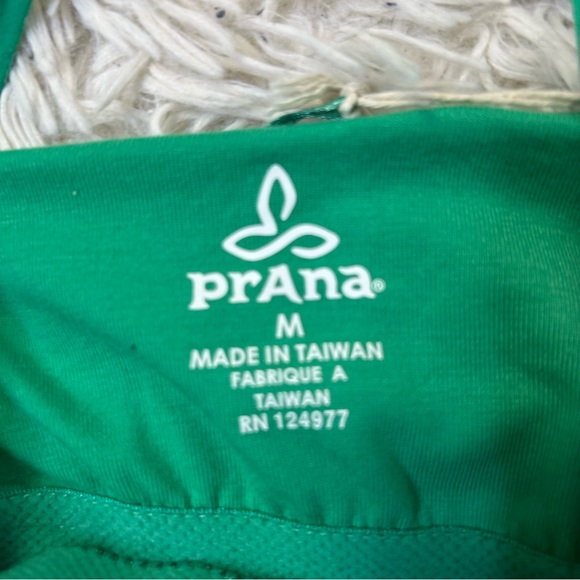 prAna®
M
MADE IN TAIWAN
FABRIQUE A
TAIWAN
RN 124977